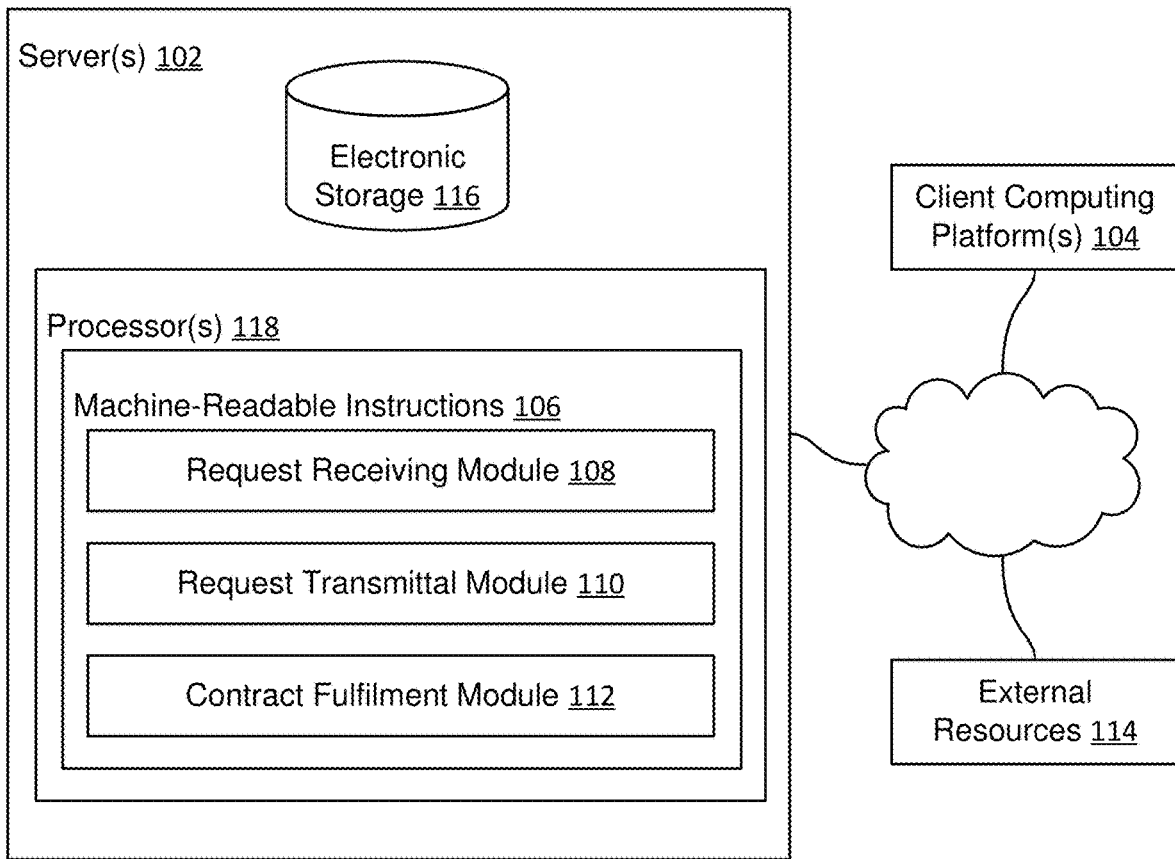 Server(s) 102
Electronic
Storage 116
Processor(s) 118
Machine-Readable Instructions 106
Request Receiving Module 108
Request Transmittal Module 110
Contract Fulfilment Module 112
Client Computing
Platform(s) 104
External
Resources 114